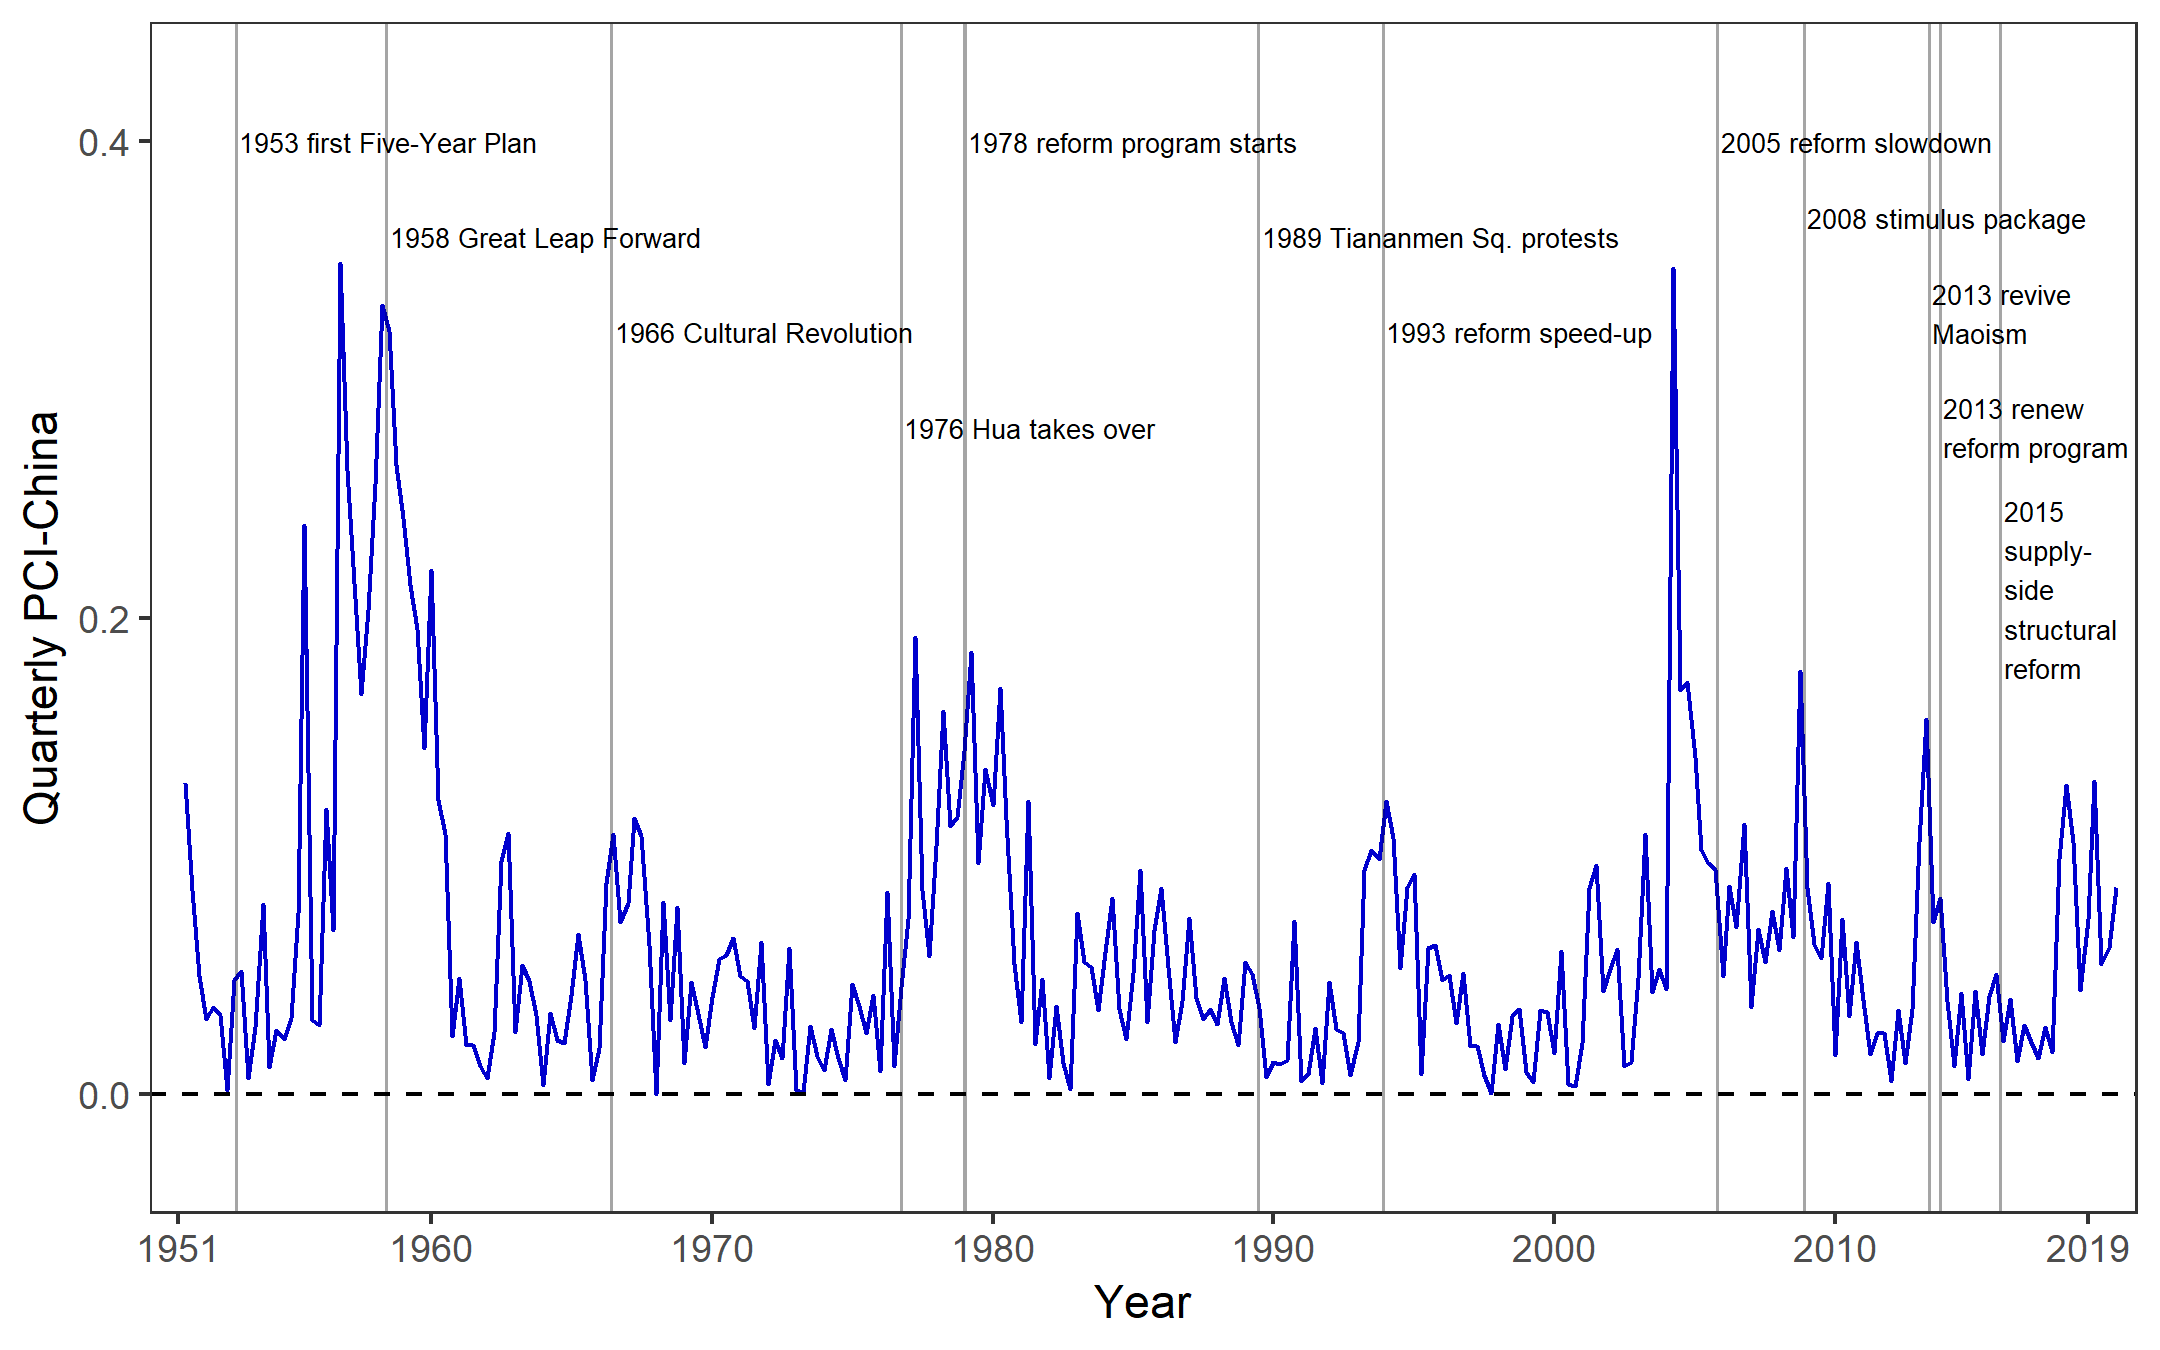 0.4
0.2
0.0
Quarterly PCI-China
1953 first Five-Year Plan
1978 reform program starts
2005 reform slowdown
2008 stimulus package
1958 Great Leap Forward
1989 Tiananmen Sq. protests
2013 revive
Maoism
1966 Cultural Revolution
1993 reform speed-up
2013 renew
reform program
1976 Hua takes over
2015
supply-
side
structural
reform
1951
1960
1970
1980
1990
2000
2010
2019
Year